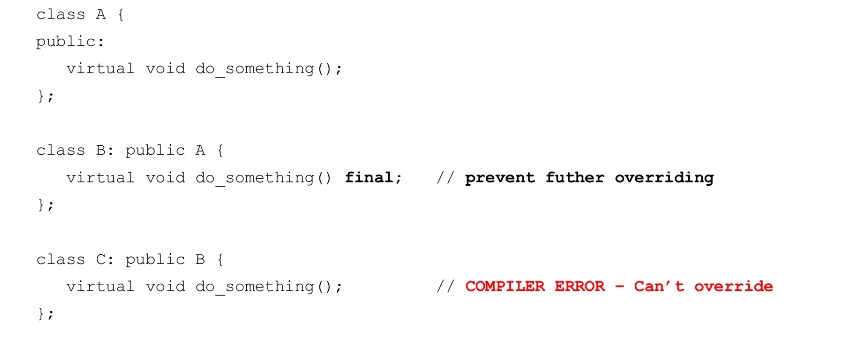 class A {
public:
   virtual void do_something();
};

class B: public A {
   virtual void do_something() final;   // prevent futher overriding
};

class C: public B {
   virtual void do_something();         // COMPILER ERROR – Can't override
};